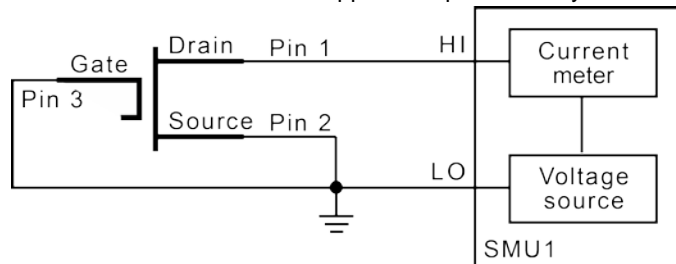 Drain
Pin 1
HI
Current
meter
Gate
Pin 3
Source
Pin 2
LO
Voltage
source
SMU1